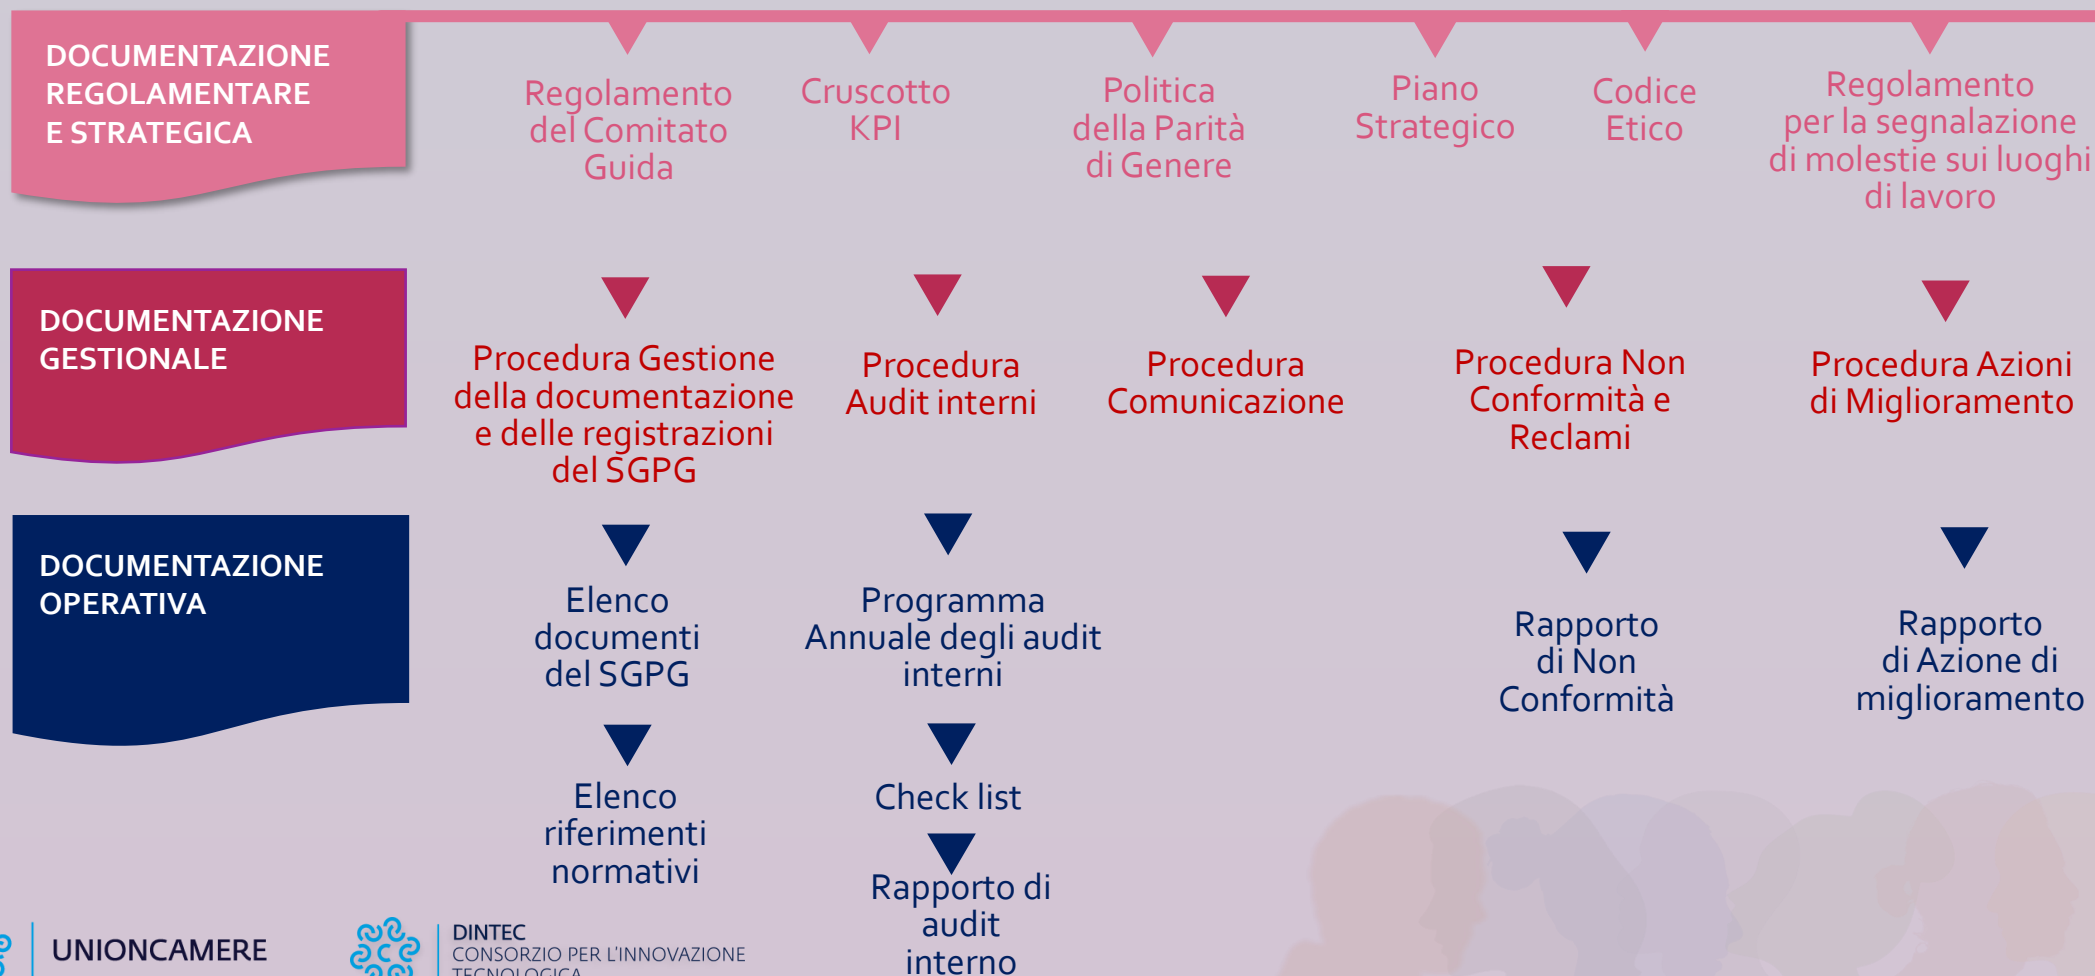 DOCUMENTAZIONE
REGOLAMENTARE
E STRATEGICA
Regolamento
del Comitato
Guida
Cruscotto
KPI
Politica
della Parità
di Genere
Piano
Strategico
Codice
Etico
Regolamento
per la segnalazione
di molestie sui luoghi
di lavoro
DOCUMENTAZIONE
GESTIONALE
Procedura Gestione
della documentazione
e delle registrazioni
del SGPG
Procedura
Audit interni
Procedura
Comunicazione
Procedura Non
Conformità e
Reclami
Procedura Azioni
di Miglioramento
DOCUMENTAZIONE
OPERATIVA
Elenco
documenti
del SGPG
Elenco
riferimenti
normativi
Programma
Annuale degli audit
interni
Check list
Rapporto di
audit
interno
Rapporto
di Non
Conformità
Rapporto
di Azione di
miglioramento
UNIONCAMERE
DINTEC
CONSORZIO PER L'INNOVAZIONE
TECNOLOGICA